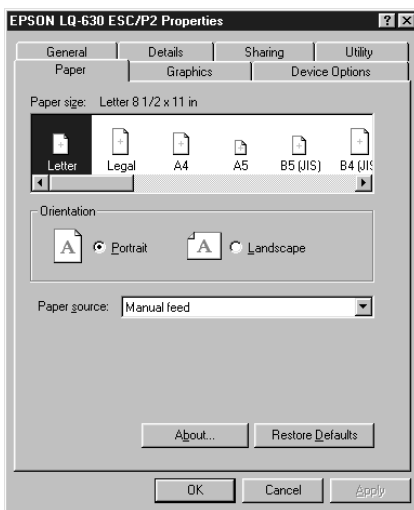 EPSON LQ-630 ESC/P2 Properties
General Details Sharing Utility
Paper Graphics Device Options
Paper size: Letter 8 1/2 x 11 in
Letter Legal A4 A5 B5 (JIS) B4 (JIS
Orientation
A Portrait A Landscape
Paper source: Manual feed
About... Restore Defaults
OK Cancel Apply